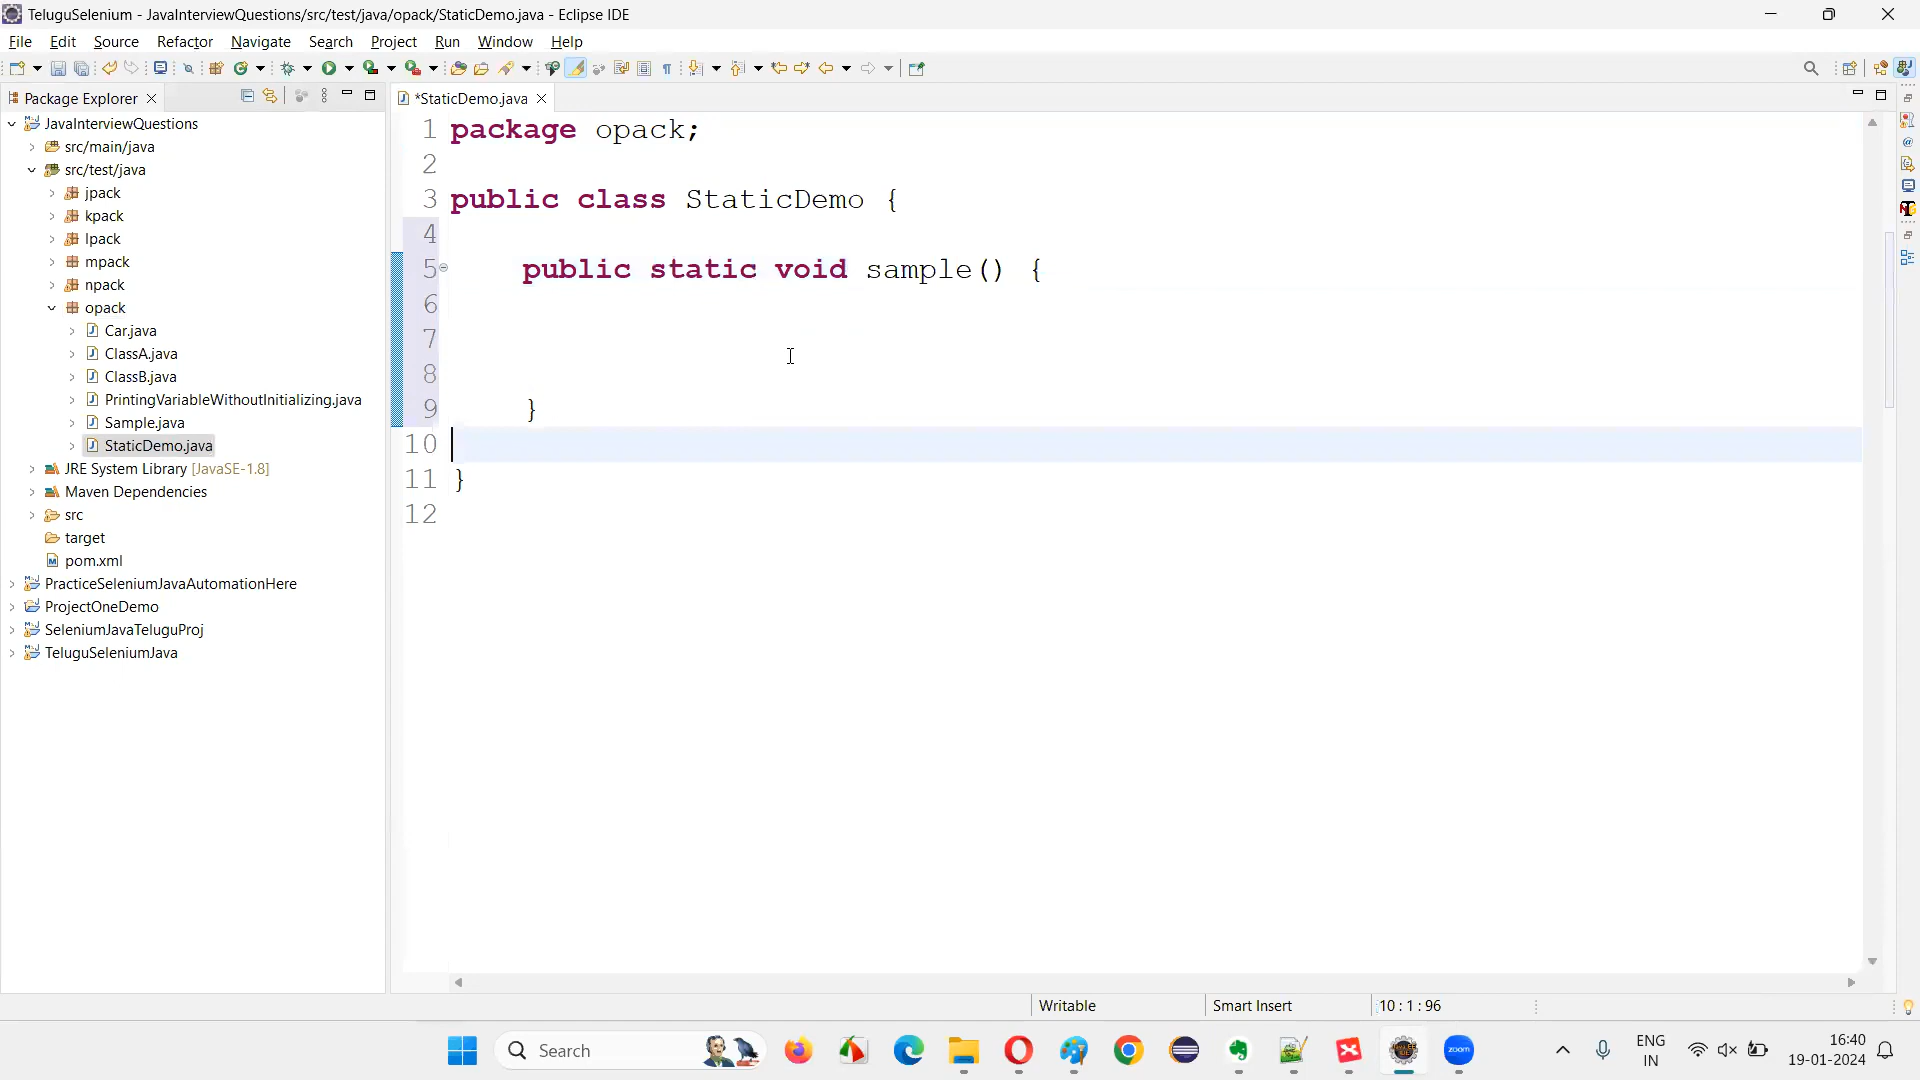 TeluguSelenium - JavaInterviewQuestions/src/test/java/opack/StaticDemo.java - Eclipse IDE
File Edit Source Refactor Navigate Search Project Run Window Help
Package Explorer
*StaticDemo.java
JavaInterviewQuestions
src/main/java
src/test/java
jpack
kpack
lpack
mpack
npack
opack
Car.java
ClassA.java
ClassB.java
PrintingVariableWithoutInitializing.java
Sample.java
StaticDemo.java
JRE System Library [JavaSE-1.8]
Maven Dependencies
src
target
pom.xml
PracticeSeleniumJavaAutomationHere
ProjectOneDemo
SeleniumJavaTeluguProj
TeluguSeleniumJava
1 package opack;
2
3 public class StaticDemo {
4
5 public static void sample() {
6
7
8
9 }
10
11 }
12
Writable Smart Insert 10 : 1 : 96
Search
zoom
ENG
IN
16:40
19-01-2024